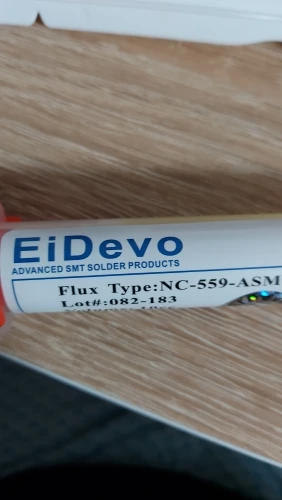 EiDevo
ADVANCED SMT SOLDER PRODUCTS
Flux Type:NC-559-ASM
Lot#:082-183